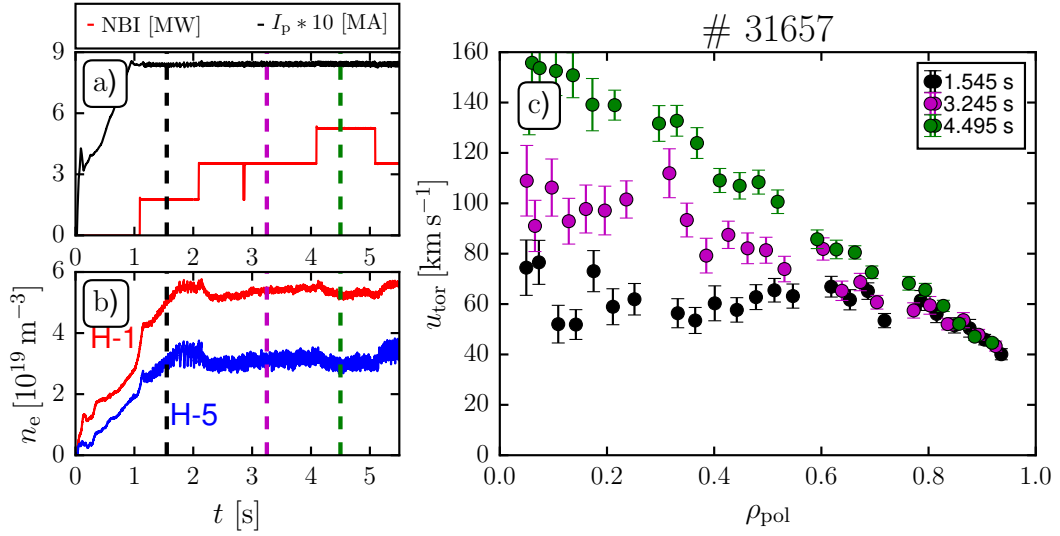 # 31657
NBI [MW] I_p * 10 [MA]
a)
9
6
3
0
b)
H-1
H-5
n_e [10^19 m^−3]
6
4
2
0
0 1 2 3 4 5
t [s]
c)
1.545 s
3.245 s
4.495 s
u_tor [km s^−1]
160
140
120
100
80
60
40
20
0
0.0 0.2 0.4 0.6 0.8 1.0
ρ_pol